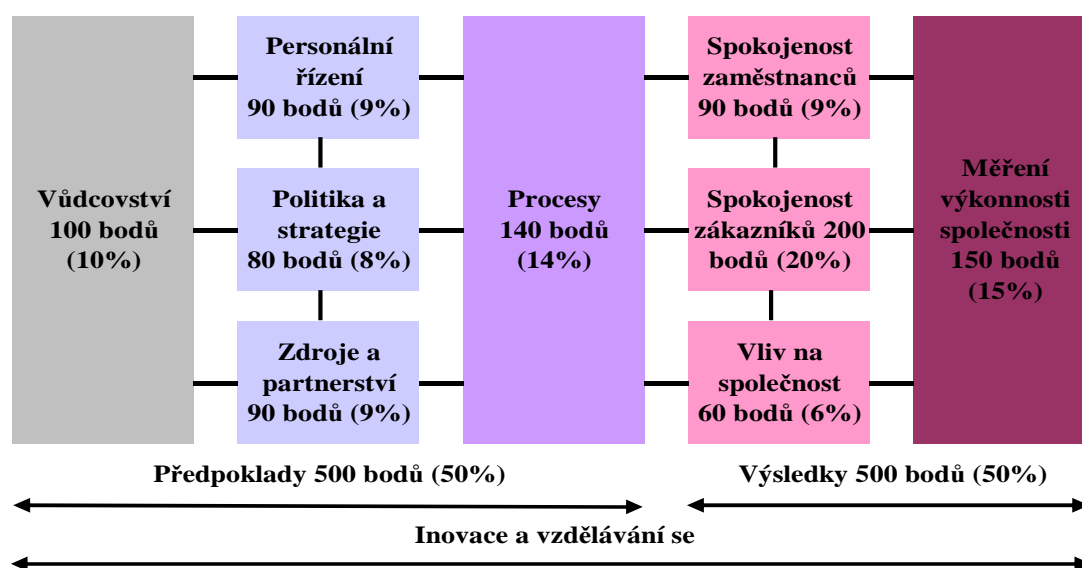 Vůdcovství
100 bodů
(10%)
Personální
řízení
90 bodů (9%)
Politika a
strategie
80 bodů (8%)
Zdroje a
partnerství
90 bodů (9%)
Procesy
140 bodů
(14%)
Spokojenost
zaměstnanců
90 bodů (9%)
Spokojenost
zákazníků 200
bodů (20%)
Vliv na
společnost
60 bodů (6%)
Měření
výkonnosti
společnosti
150 bodů
(15%)
Předpoklady 500 bodů (50%)
Výsledky 500 bodů (50%)
Inovace a vzdělávání se